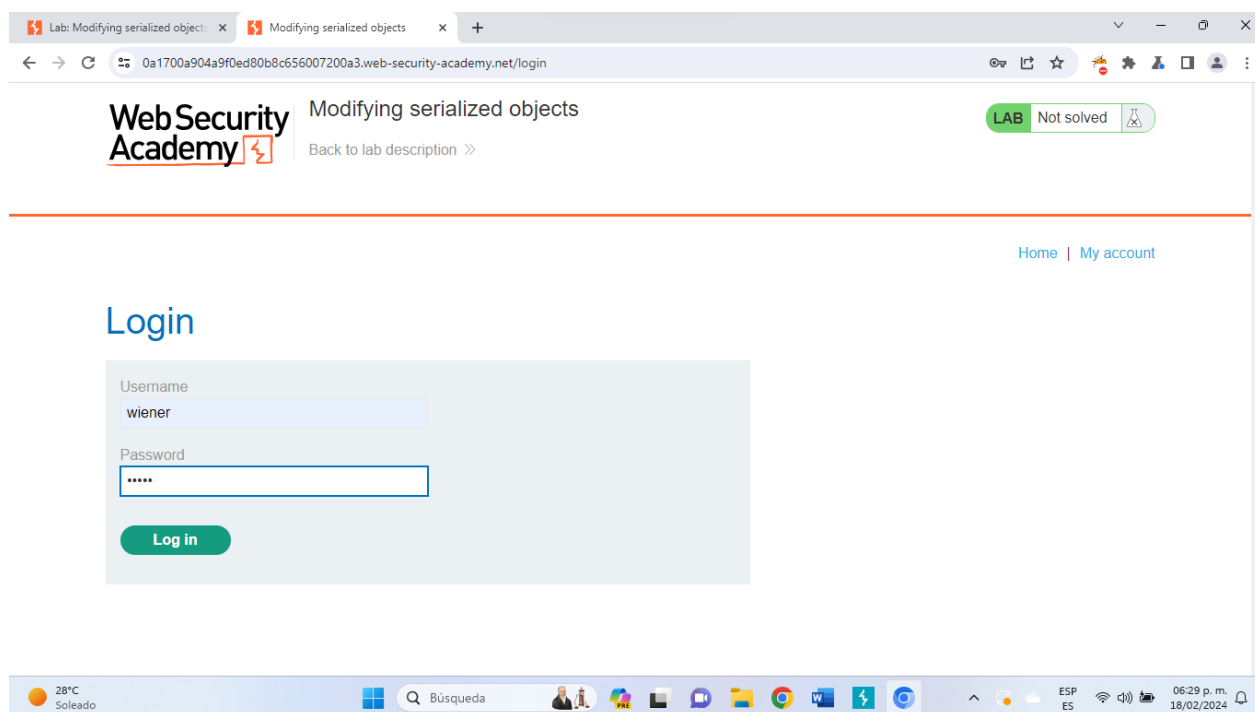 Lab: Modifying serialized object:
Modifying serialized objects
0a1700a904a9f0ed80b8c656007200a3.web-security-academy.net/login
WebSecurity
Academy
Modifying serialized objects
Back to lab description
LAB Not solved
Home | My account
Login
Username
wiener
Password
•••••
Log in
28°C
Soleado
Búsqueda
PRE
ESP
ES
06:29 p. m.
18/02/2024